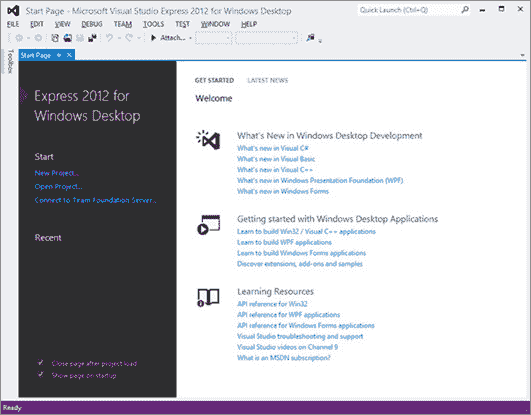 Start Page - Microsoft Visual Studio Express 2012 for Windows Desktop
Quick Launch (Ctrl+Q)
FILE EDIT VIEW DEBUG TEAM TOOLS TEST WINDOW HELP
Attach...
Toolbox
Start Page
Express 2012 for
Windows Desktop
Start
New Project...
Open Project...
Connect to Team Foundation Server...
Recent
Close page after project load
Show page on startup
GET STARTED LATEST NEWS
Welcome
What's New in Windows Desktop Development
What's new in Visual C#
What's new in Visual Basic
What's new in Visual C++
What's new in Windows Presentation Foundation (WPF)
What's new in Windows Forms
Getting started with Windows Desktop Applications
Learn to build Win32 / Visual C++ applications
Learn to build WPF applications
Learn to build Windows Forms applications
Discover extensions, add-ons and samples
Learning Resources
API reference for Win32
API reference for WPF applications
API reference for Windows Forms applications
Visual Studio troubleshooting and support
Visual Studio videos on Channel 9
What is an MSDN subscription?
Ready